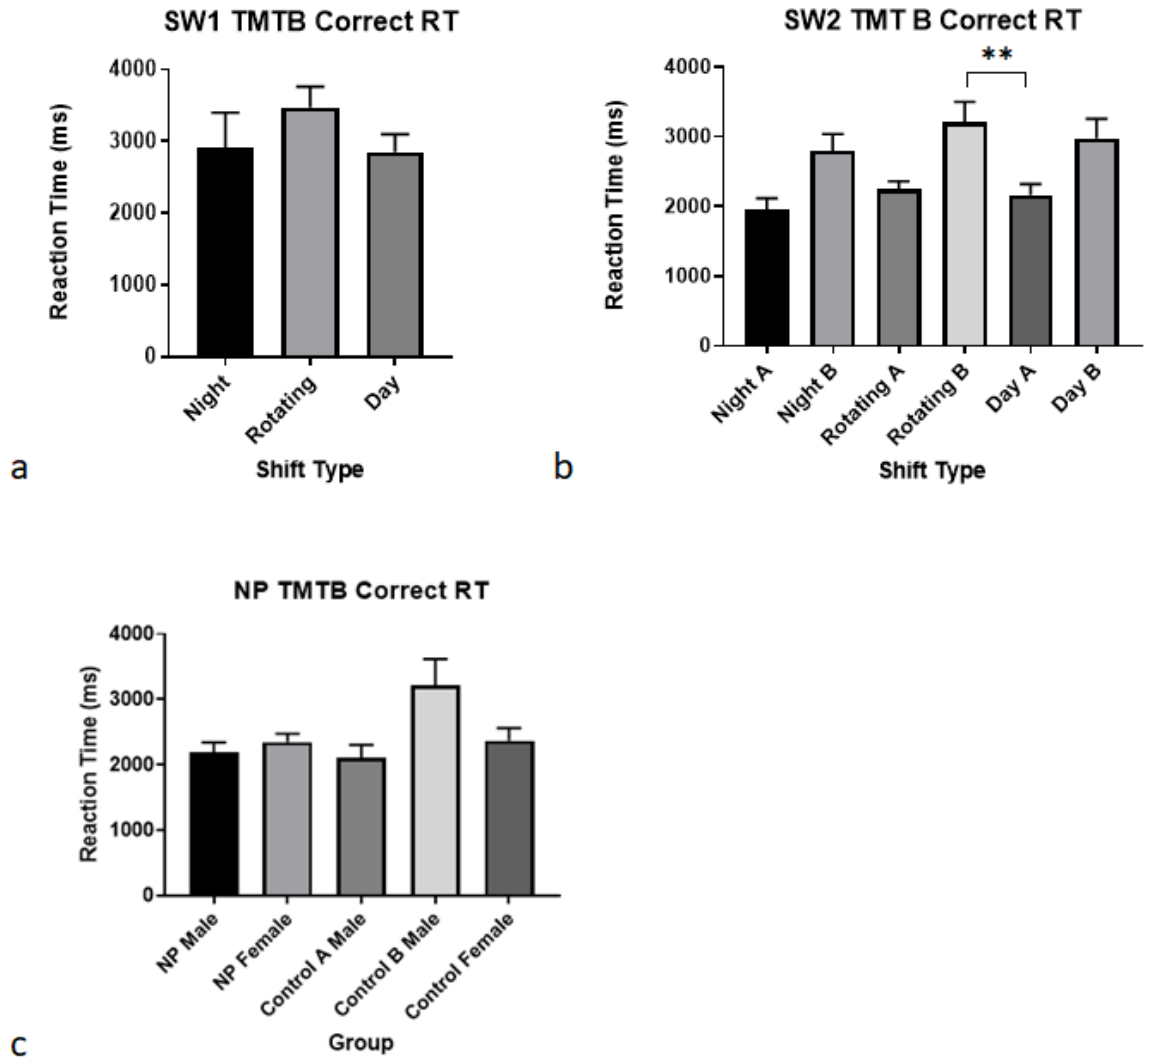 SW1 TMTB Correct RT
Reaction Time (ms)
4000
3000
2000
1000
0
Night
Rotating
Day
Shift Type
a
SW2 TMT B Correct RT
**
Reaction Time (ms)
4000
3000
2000
1000
0
Night A
Night B
Rotating A
Rotating B
Day A
Day B
Shift Type
b
NP TMTB Correct RT
Reaction Time (ms)
4000
3000
2000
1000
0
NP Male
NP Female
Control A Male
Control B Male
Control Female
Group
c